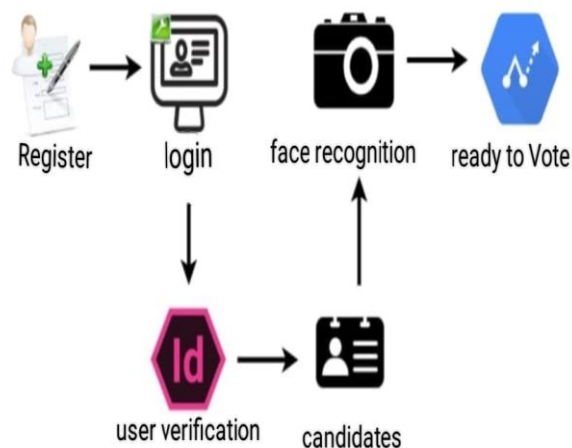 Register
login
face recognition
ready to Vote
Id
user verification
candidates